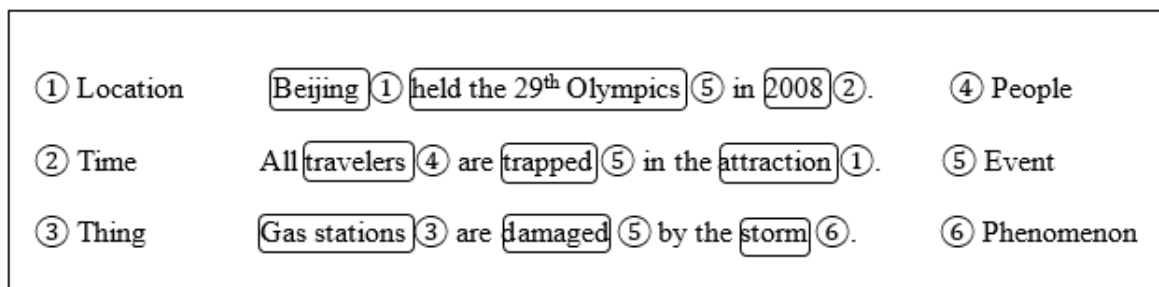 ① Location Beijing ① held the 29th Olympics ⑤ in 2008 ②. ④ People
② Time All travelers ④ are trapped ⑤ in the attraction ①. ⑤ Event
③ Thing Gas stations ③ are damaged ⑤ by the storm ⑥. ⑥ Phenomenon